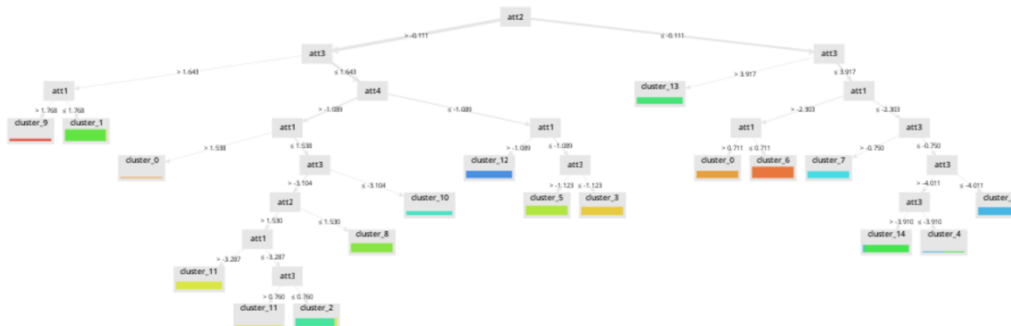 att2
> -0.111
≤ -0.111
att3
att3
> 1.643
≤ 1.643
> 3.917
≤ 3.917
att1
att4
cluster_13
att1
> 1.768
≤ 1.768
> -1.089
≤ -1.089
> -2.303
≤ -2.303
cluster_9
cluster_1
att1
att1
att1
att3
> 1.538
≤ 1.538
> -1.089
≤ -1.089
> 0.711
≤ 0.711
> -0.750
≤ -0.750
cluster_0
att3
cluster_12
att3
cluster_0
cluster_6
cluster_7
att3
> -3.104
≤ -3.104
> -1.123
≤ -1.123
> -4.011
≤ -4.011
att2
cluster_10
cluster_5
cluster_3
att3
> 1.530
≤ 1.530
> -3.910
≤ -3.910
att1
cluster_8
cluster_14
cluster_4
> -3.287
≤ -3.287
cluster_11
att3
> 0.760
≤ 0.760
cluster_11
cluster_2